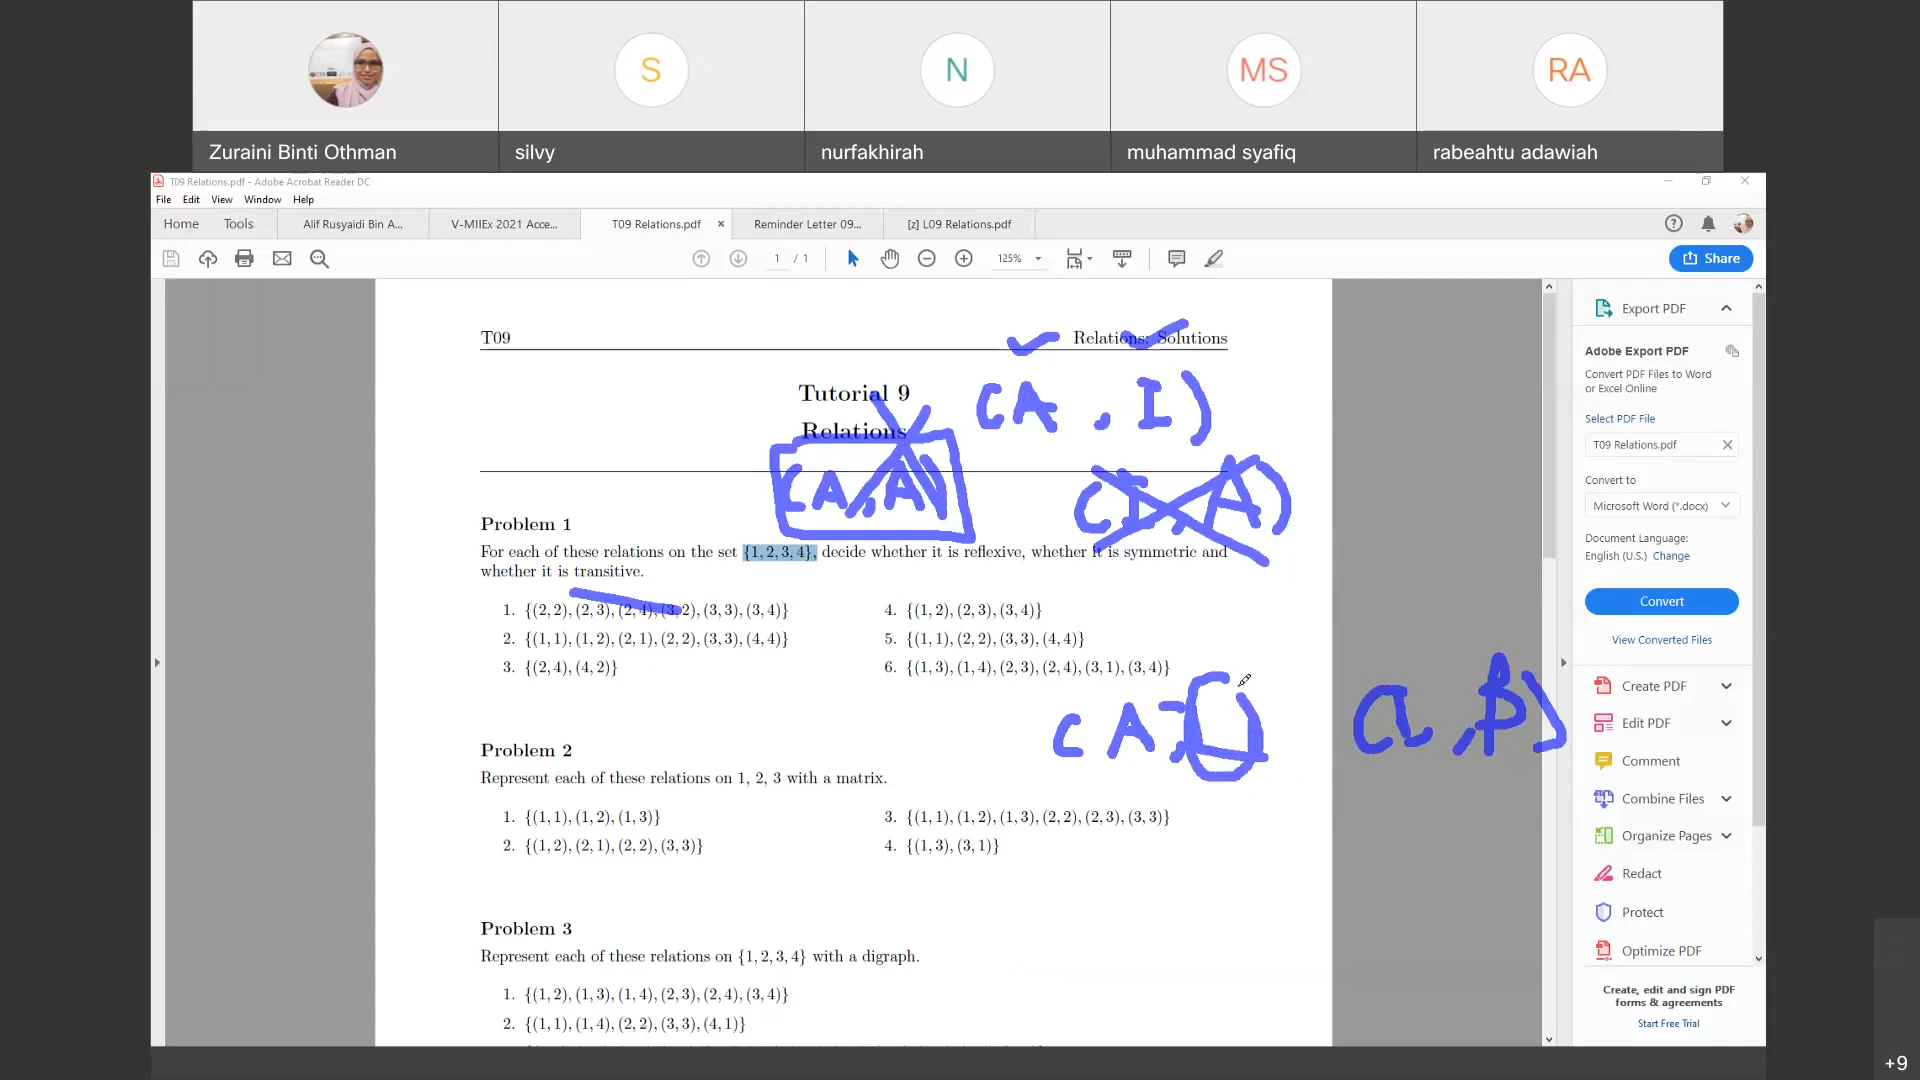 S
N
MS
RA
Zuraini Binti Othman
silvy
nurfakhirah
muhammad syafiq
rabeahtu adawiah
T09 Relations.pdf - Adobe Acrobat Reader DC
File Edit View Window Help
Home Tools Alif Rusyaidi Bin A... V-MIIEx 2021 Acce... T09 Relations.pdf × Reminder Letter 09... [z] L09 Relations.pdf
1 / 1 125% Share
T09 Relations: Solutions
Tutorial 9
Relations
(A, I)
(A, A)
(I, A)
Problem 1
For each of these relations on the set {1, 2, 3, 4}, decide whether it is reflexive, whether it is symmetric and
whether it is transitive.
1. {(2, 2), (2, 3), (2, 4), (3, 2), (3, 3), (3, 4)}
2. {(1, 1), (1, 2), (2, 1), (2, 2), (3, 3), (4, 4)}
3. {(2, 4), (4, 2)}
4. {(1, 2), (2, 3), (3, 4)}
5. {(1, 1), (2, 2), (3, 3), (4, 4)}
6. {(1, 3), (1, 4), (2, 3), (2, 4), (3, 1), (3, 4)}
Problem 2
Represent each of these relations on 1, 2, 3 with a matrix.
1. {(1, 1), (1, 2), (1, 3)}
2. {(1, 2), (2, 1), (2, 2), (3, 3)}
3. {(1, 1), (1, 2), (1, 3), (2, 2), (2, 3), (3, 3)}
4. {(1, 3), (3, 1)}
Problem 3
Represent each of these relations on {1, 2, 3, 4} with a digraph.
1. {(1, 2), (1, 3), (1, 4), (2, 3), (2, 4), (3, 4)}
2. {(1, 1), (1, 4), (2, 2), (3, 3), (4, 1)}
Export PDF
Adobe Export PDF
Convert PDF Files to Word
or Excel Online
Select PDF File
T09 Relations.pdf
Convert to
Microsoft Word (*.docx)
Document Language:
English (U.S.) Change
Convert
View Converted Files
Create PDF
Edit PDF
Comment
Combine Files
Organize Pages
Redact
Protect
Optimize PDF
Create, edit and sign PDF
forms & agreements
Start Free Trial
+9